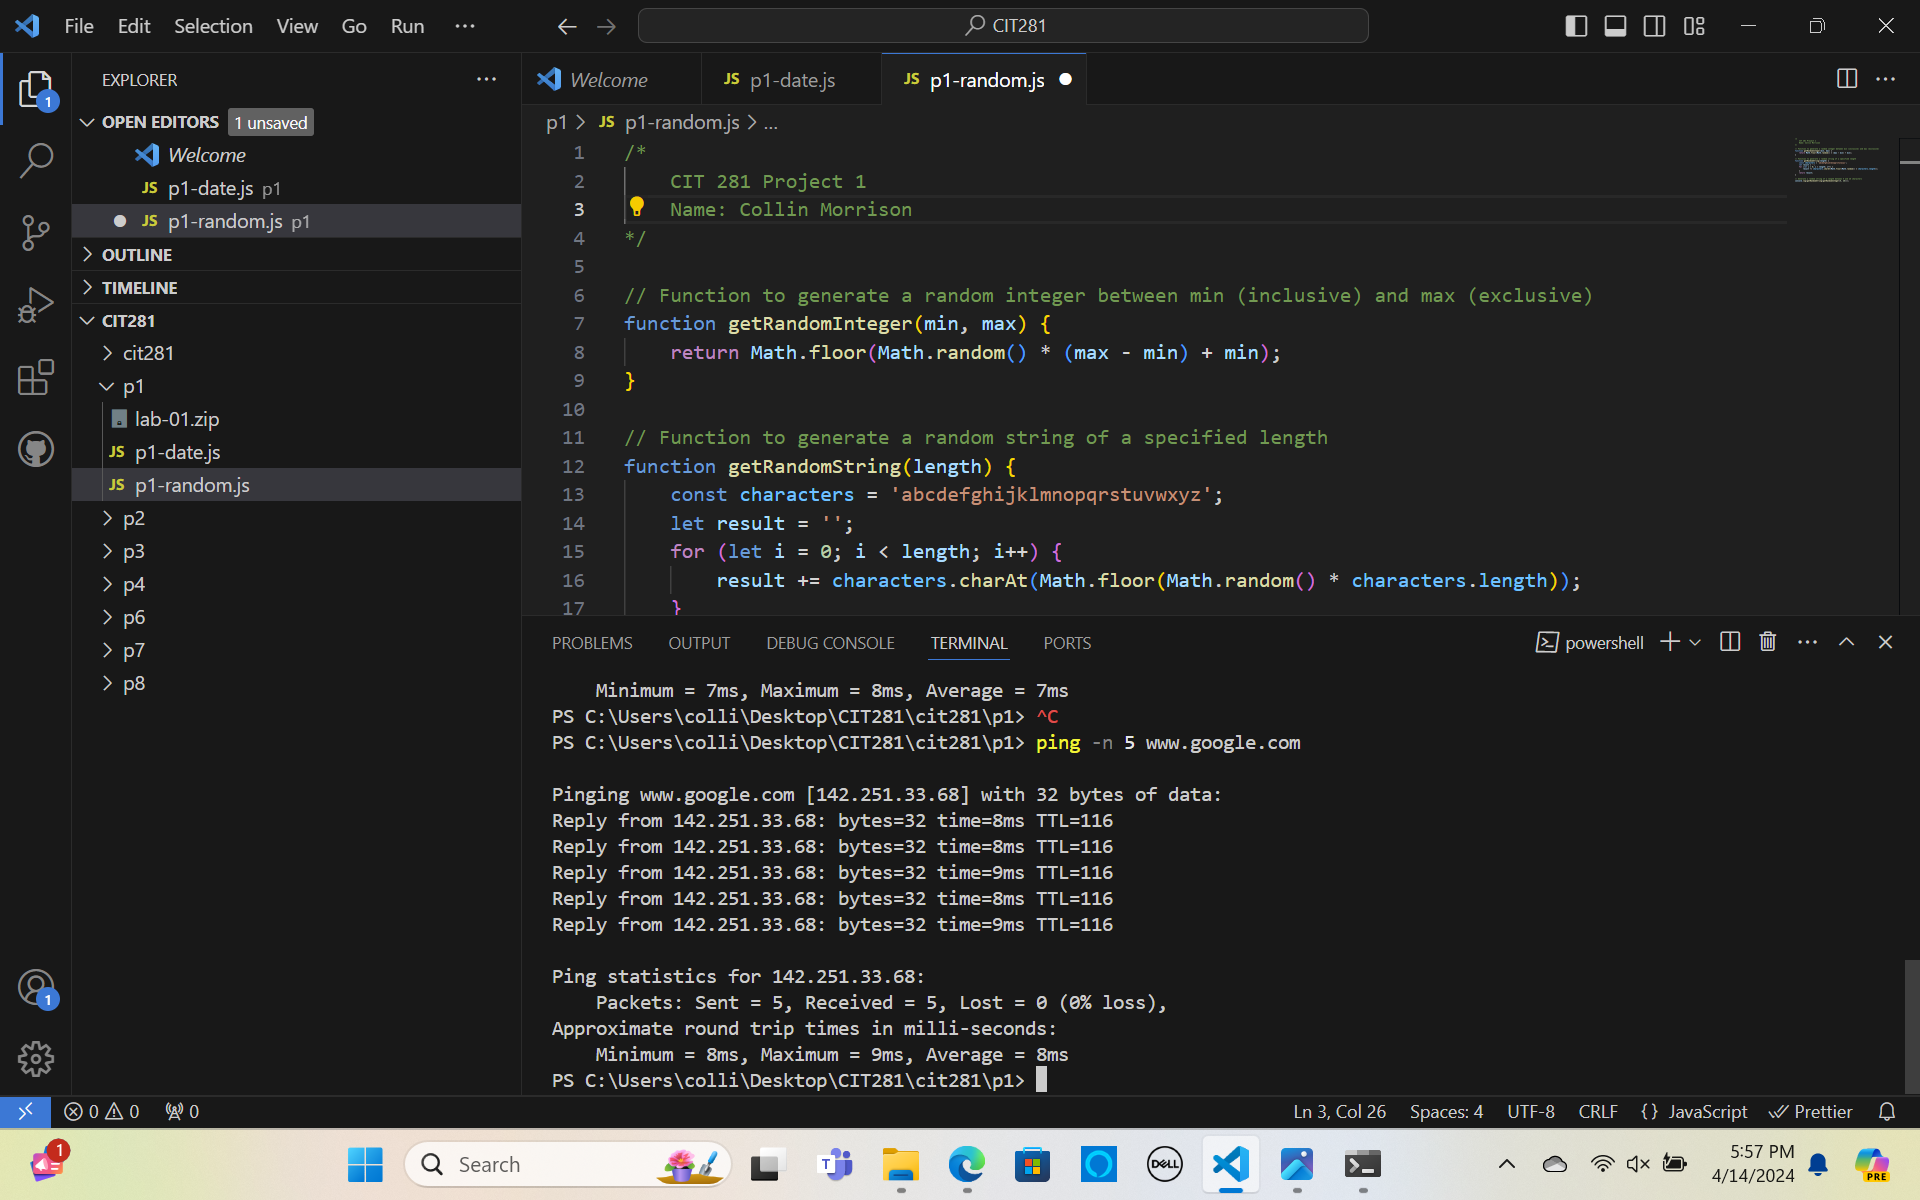 File Edit Selection View Go Run ··· CIT281
EXPLORER ···
OPEN EDITORS 1 unsaved
Welcome
JS p1-date.js p1
JS p1-random.js p1
OUTLINE
TIMELINE
CIT281
cit281
p1
lab-01.zip
JS p1-date.js
JS p1-random.js
p2
p3
p4
p6
p7
p8
1
1
Welcome JS p1-date.js JS p1-random.js
p1 > JS p1-random.js > ...
1 /*
2 CIT 281 Project 1
3 Name: Collin Morrison
4 */
5
6 // Function to generate a random integer between min (inclusive) and max (exclusive)
7 function getRandomInteger(min, max) {
8 return Math.floor(Math.random() * (max - min) + min);
9 }
10
11 // Function to generate a random string of a specified length
12 function getRandomString(length) {
13 const characters = 'abcdefghijklmnopqrstuvwxyz';
14 let result = '';
15 for (let i = 0; i < length; i++) {
16 result += characters.charAt(Math.floor(Math.random() * characters.length));
17 }
PROBLEMS OUTPUT DEBUG CONSOLE TERMINAL PORTS powershell
Minimum = 7ms, Maximum = 8ms, Average = 7ms
PS C:\Users\colli\Desktop\CIT281\cit281\p1> ^C
PS C:\Users\colli\Desktop\CIT281\cit281\p1> ping -n 5 www.google.com
Pinging www.google.com [142.251.33.68] with 32 bytes of data:
Reply from 142.251.33.68: bytes=32 time=8ms TTL=116
Reply from 142.251.33.68: bytes=32 time=8ms TTL=116
Reply from 142.251.33.68: bytes=32 time=9ms TTL=116
Reply from 142.251.33.68: bytes=32 time=8ms TTL=116
Reply from 142.251.33.68: bytes=32 time=9ms TTL=116
Ping statistics for 142.251.33.68:
Packets: Sent = 5, Received = 5, Lost = 0 (0% loss),
Approximate round trip times in milli-seconds:
Minimum = 8ms, Maximum = 9ms, Average = 8ms
PS C:\Users\colli\Desktop\CIT281\cit281\p1>
0 0 0 Ln 3, Col 26 Spaces: 4 UTF-8 CRLF {} JavaScript Prettier
1 Search T DELL PRE
5:57 PM
4/14/2024